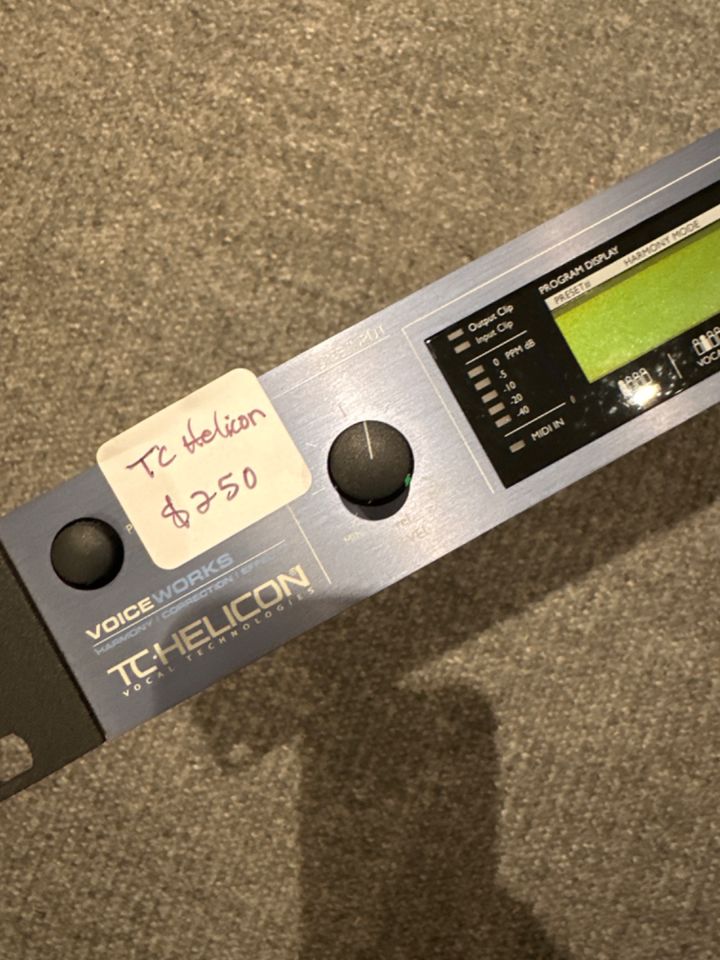 TC Helicon
$250
VOICEWORKS
HARMONY | CORRECTION |
TC·HELICON
VOCAL TECHNOLOGIES
PROGRAM DISPLAY
PRESET#
HARMONY MODE
Output Clip
Input Clip
0 PPM dB
-5
-10
-20
-40
MIDI IN